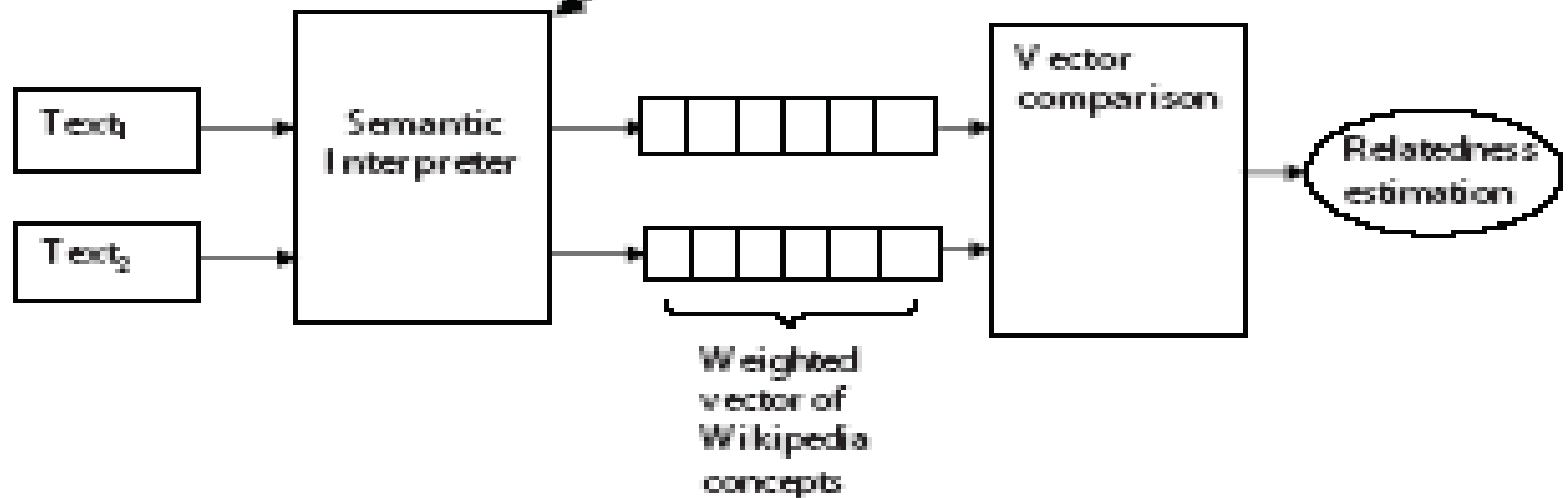 Text₁
Semantic
Interpreter
Text₂
Weighted
vector of
Wikipedia
concepts
Vector
comparison
Relatedness
estimation